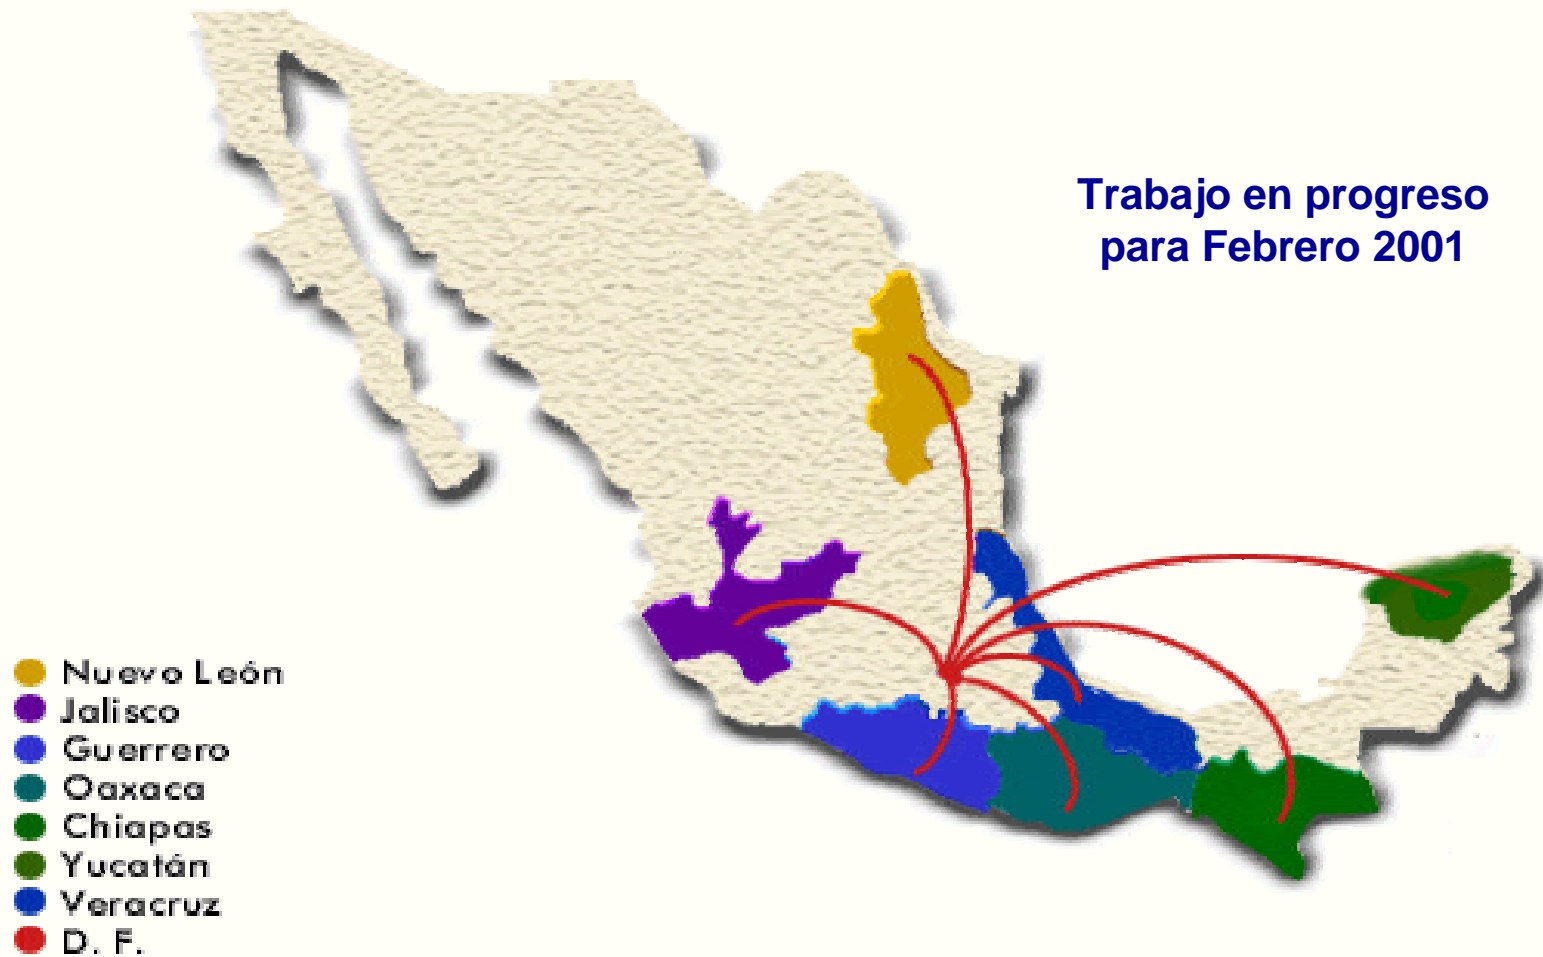 Trabajo en progreso
para Febrero 2001
Nuevo León
Jalisco
Guerrero
Oaxaca
Chiapas
Yucatán
Veracruz
D. F.